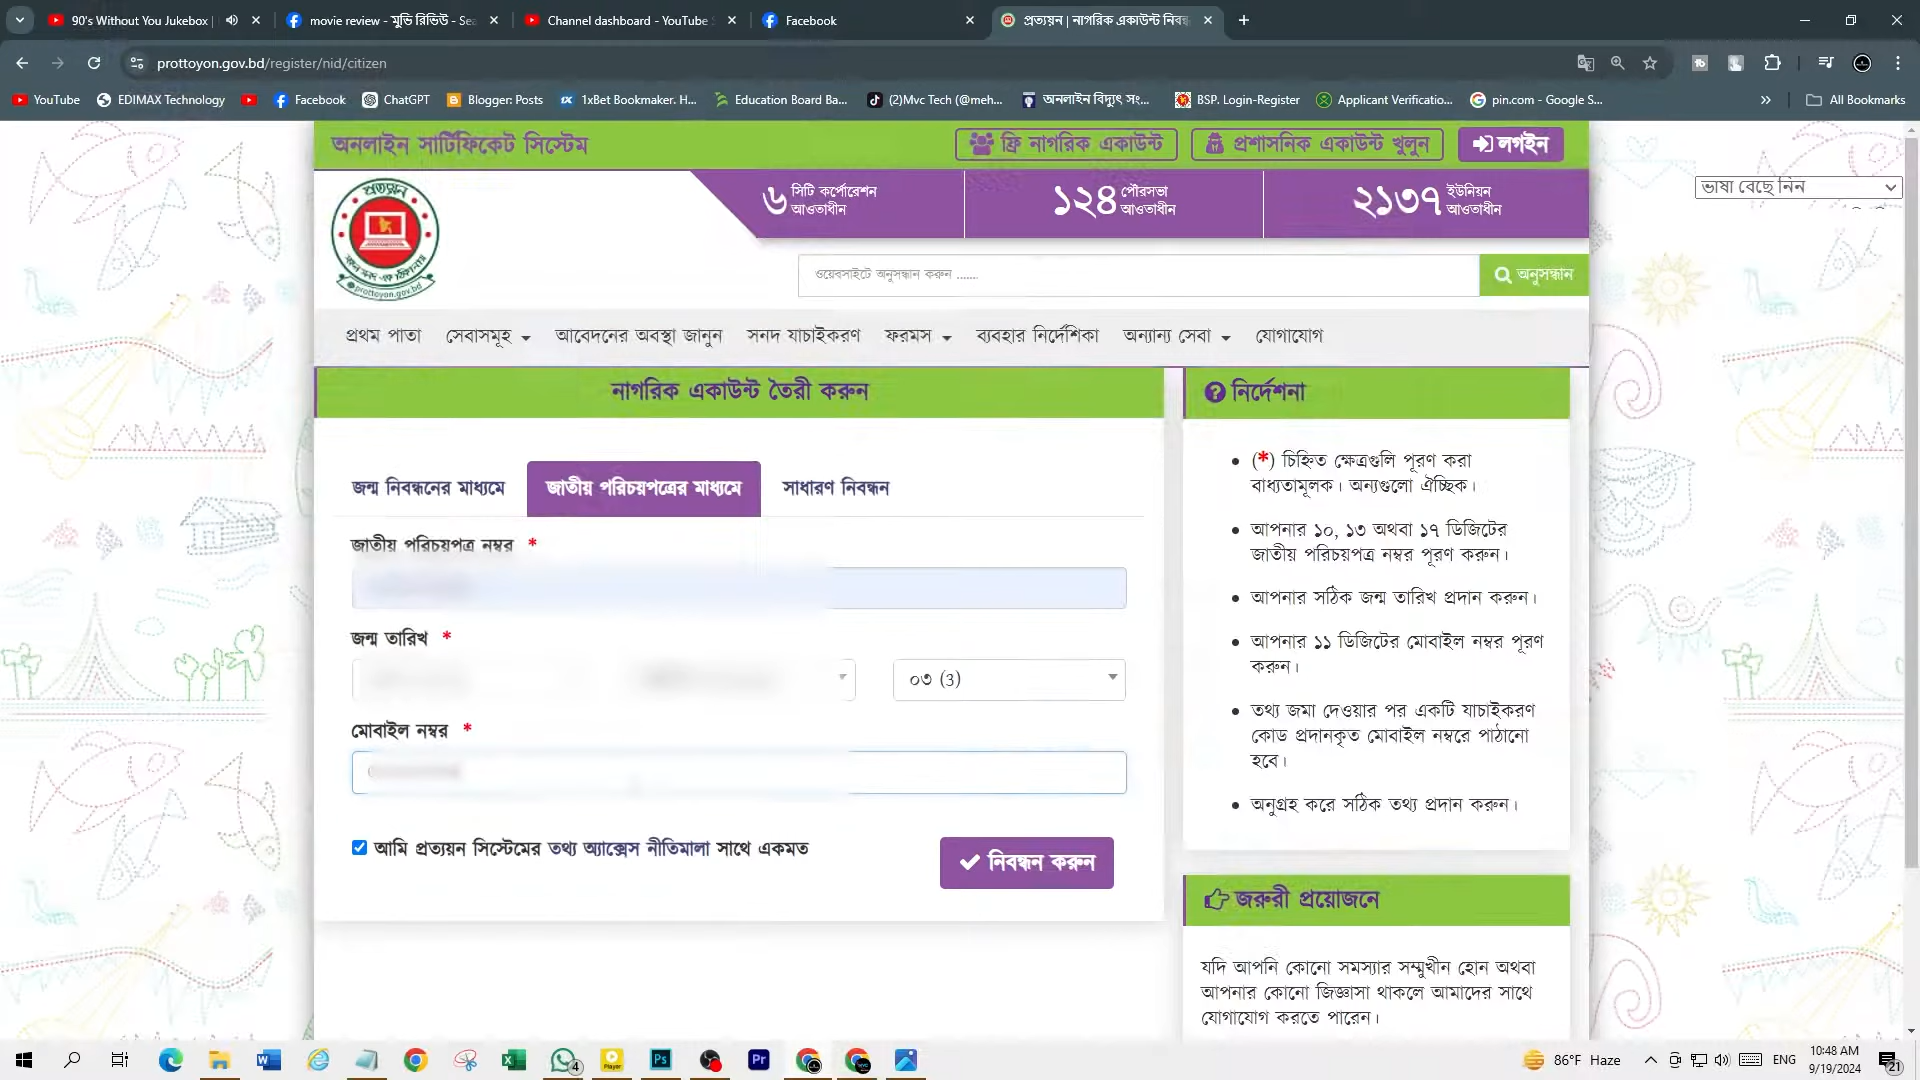 90's Without You Jukebox |
movie review - মুভি রিভিউ - Sea
Channel dashboard - YouTube S
Facebook
প্রত্যয়ন | নাগরিক একাউন্ট নিবন্ধ
prottoyon.gov.bd/register/nid/citizen
YouTube
EDIMAX Technology
Facebook
ChatGPT
Blogger: Posts
1xBet Bookmaker. H...
Education Board Ba...
(2)Mvc Tech (@meh...
অনলাইন বিদ্যুৎ সং...
BSP. Login-Register
Applicant Verificatio...
pin.com - Google S...
All Bookmarks
অনলাইন সার্টিফিকেট সিস্টেম
ফ্রি নাগরিক একাউন্ট
প্রশাসনিক একাউন্ট খুলুন
লগইন
ভাষা বেছে নিন
প্রত্যয়ন
prottoyon.gov.bd
৬ সিটি কর্পোরেশন আওতাধীন
১২৪ পৌরসভা আওতাধীন
২১৩৭ ইউনিয়ন আওতাধীন
ওয়েবসাইটে অনুসন্ধান করুন .......
অনুসন্ধান
প্রথম পাতা সেবাসমূহ আবেদনের অবস্থা জানুন সনদ যাচাইকরণ ফরমস ব্যবহার নির্দেশিকা অন্যান্য সেবা যোগাযোগ
নাগরিক একাউন্ট তৈরী করুন
জন্ম নিবন্ধনের মাধ্যমে
জাতীয় পরিচয়পত্রের মাধ্যমে
সাধারণ নিবন্ধন
জাতীয় পরিচয়পত্র নম্বর *
জন্ম তারিখ *
০৩ (3)
মোবাইল নম্বর *
আমি প্রত্যয়ন সিস্টেমের তথ্য অ্যাক্সেস নীতিমালা সাথে একমত
নিবন্ধন করুন
নির্দেশনা
(*) চিহ্নিত ক্ষেত্রগুলি পূরণ করা
বাধ্যতামূলক। অন্যগুলো ঐচ্ছিক।
আপনার ১০, ১৩ অথবা ১৭ ডিজিটের
জাতীয় পরিচয়পত্র নম্বর পূরণ করুন।
আপনার সঠিক জন্ম তারিখ প্রদান করুন।
আপনার ১১ ডিজিটের মোবাইল নম্বর পূরণ
করুন।
তথ্য জমা দেওয়ার পর একটি যাচাইকরণ
কোড প্রদানকৃত মোবাইল নম্বরে পাঠানো
হবে।
অনুগ্রহ করে সঠিক তথ্য প্রদান করুন।
জরুরী প্রয়োজনে
যদি আপনি কোনো সমস্যার সম্মুখীন হোন অথবা
আপনার কোনো জিজ্ঞাসা থাকলে আমাদের সাথে
যোগাযোগ করতে পারেন।
4
Player
86°F Haze
ENG
10:48 AM
9/19/2024
21